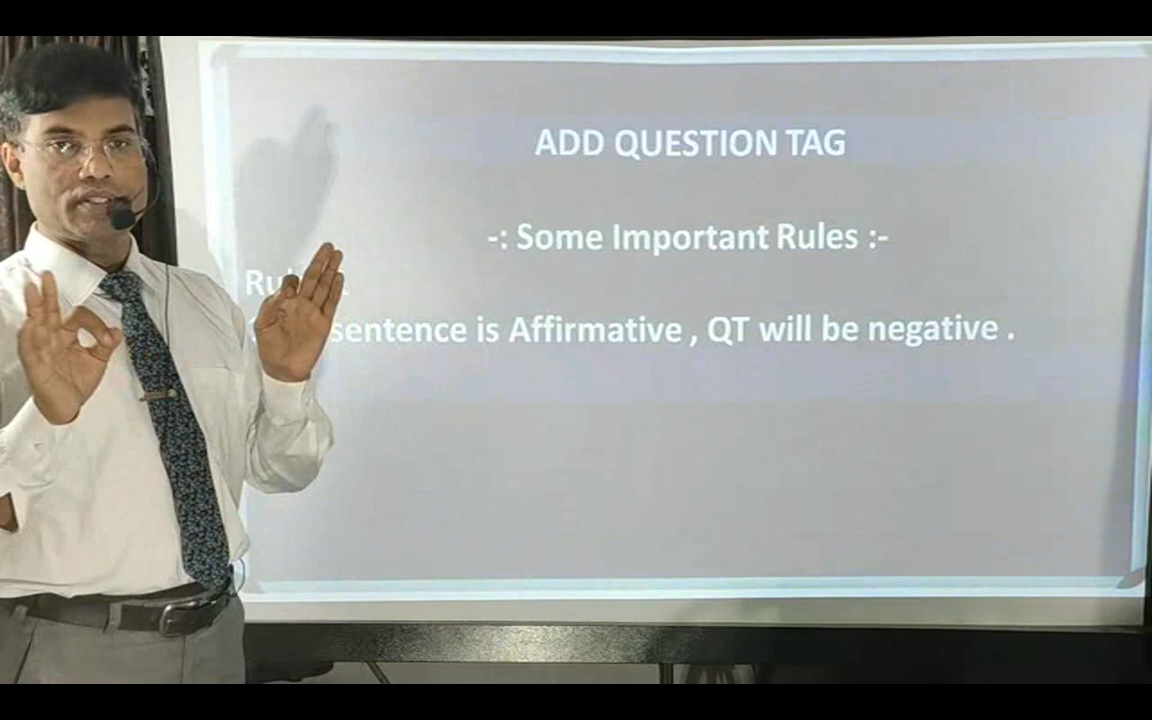 ADD QUESTION TAG
-: Some Important Rules :-
sentence is Affirmative , QT will be negative .